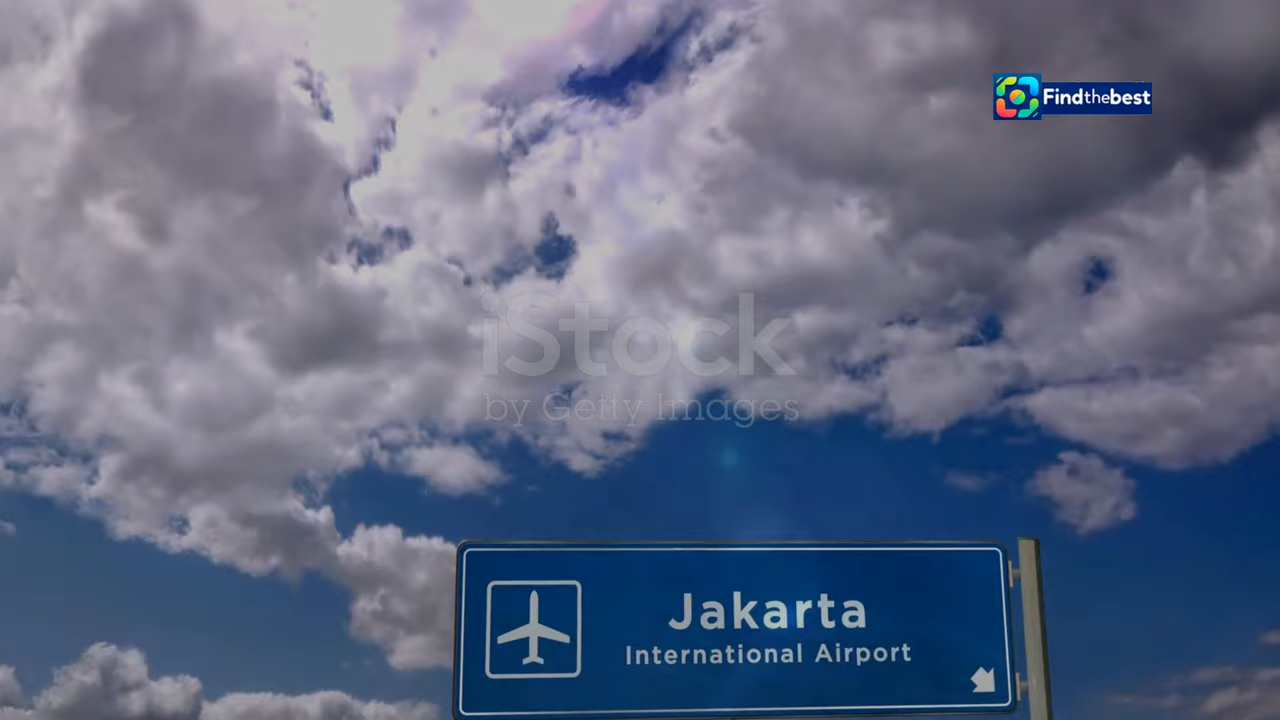 Findthebest
iStock
by Getty Images
Jakarta
International Airport